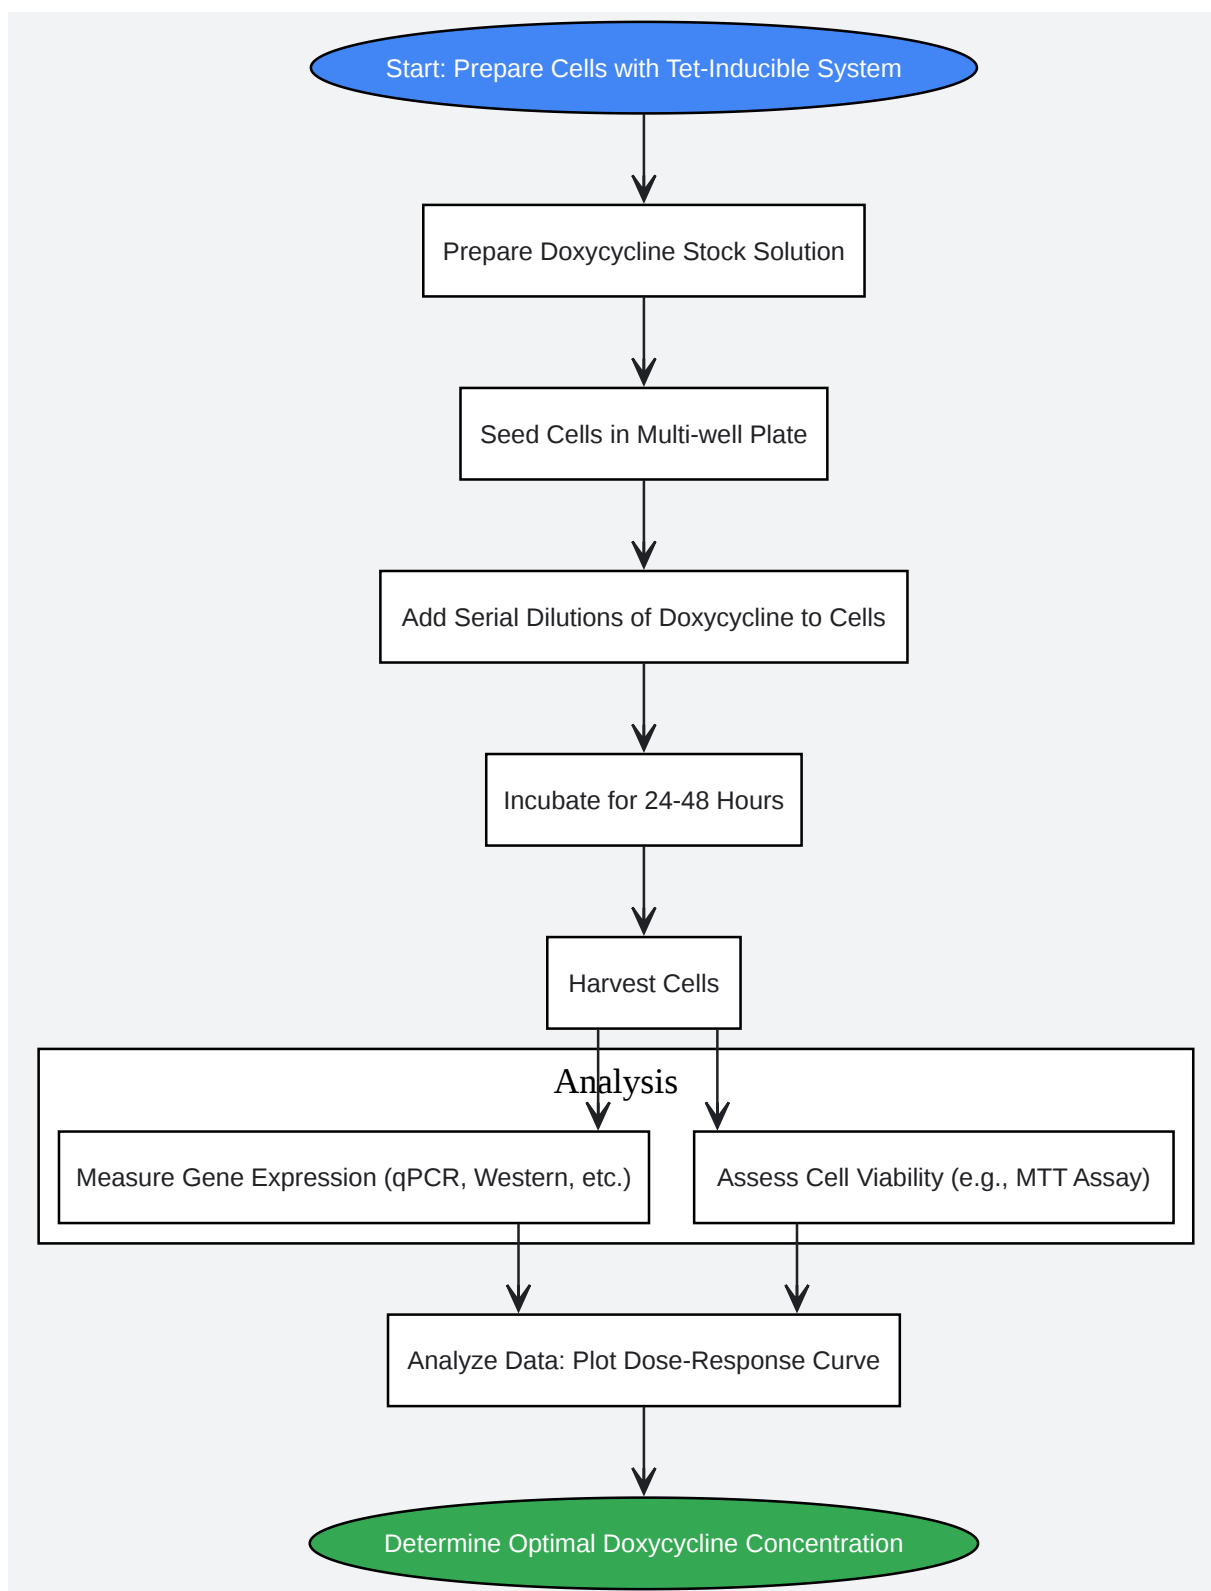 Start: Prepare Cells with Tet-Inducible System
Prepare Doxycycline Stock Solution
Seed Cells in Multi-well Plate
Add Serial Dilutions of Doxycycline to Cells
Incubate for 24-48 Hours
Harvest Cells
Analysis
Measure Gene Expression (qPCR, Western, etc.)
Assess Cell Viability (e.g., MTT Assay)
Analyze Data: Plot Dose-Response Curve
Determine Optimal Doxycycline Concentration